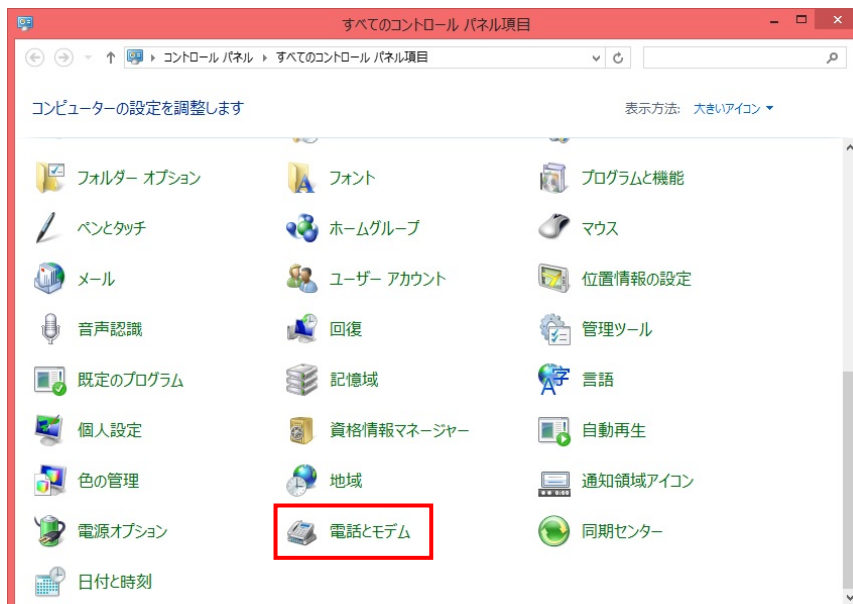 すべてのコントロール パネル項目
コントロール パネル すべてのコントロール パネル項目
コンピューターの設定を調整します 表示方法: 大きいアイコン
フォルダー オプション フォント プログラムと機能
ペンとタッチ ホームグループ マウス
メール ユーザー アカウント 位置情報の設定
音声認識 回復 管理ツール
既定のプログラム 記憶域 言語
個人設定 資格情報マネージャー 自動再生
色の管理 地域 通知領域アイコン
電源オプション 電話とモデム 同期センター
日付と時刻